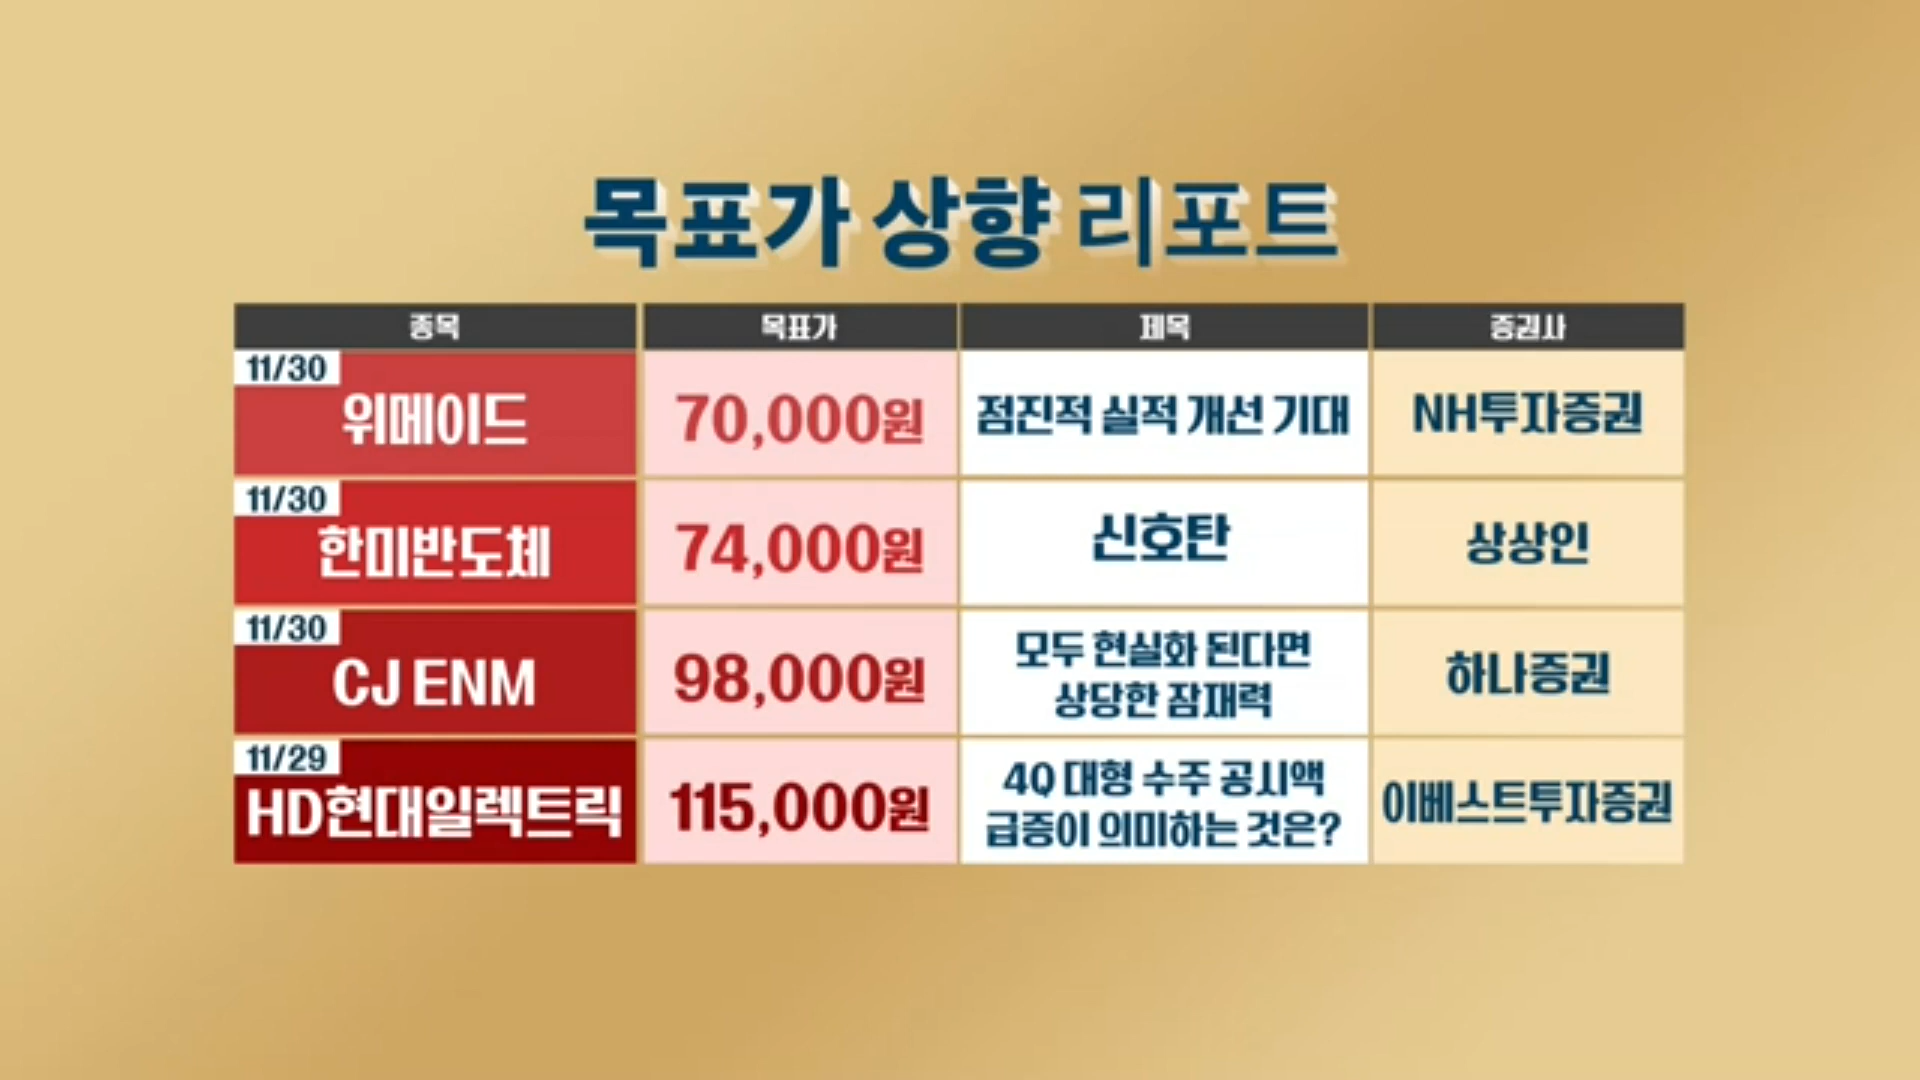 목표가 상향 리포트
종목 목표가 제목 증권사
11/30
위메이드 70,000원 점진적 실적 개선 기대 NH투자증권
11/30
한미반도체 74,000원 신호탄 상상인
11/30
CJ ENM 98,000원 모두 현실화 된다면
상당한 잠재력 하나증권
11/29
HD현대일렉트릭 115,000원 4Q 대형 수주 공시액
급증이 의미하는 것은? 이베스트투자증권